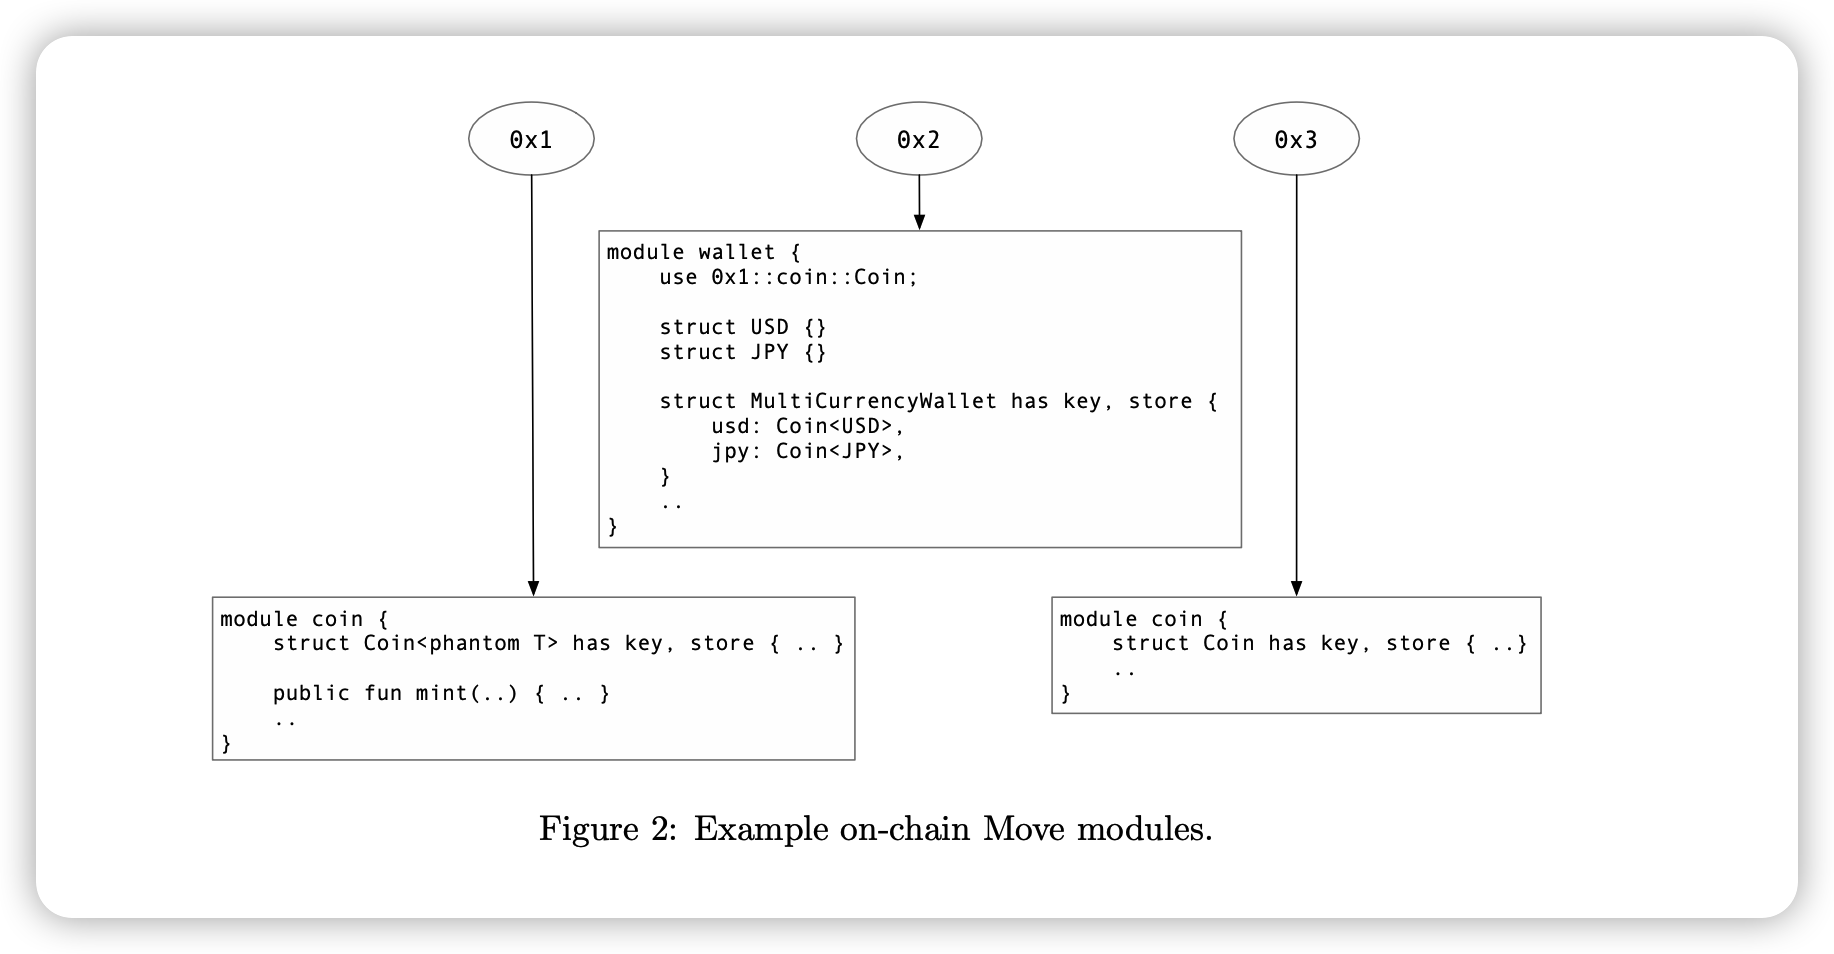 0x1
0x2
0x3
module wallet {
    use 0x1::coin::Coin;
    struct USD {}
    struct JPY {}
    struct MultiCurrencyWallet has key, store {
        usd: Coin<USD>,
        jpy: Coin<JPY>,
    }
    ..
}
module coin {
    struct Coin<phantom T> has key, store { .. }
    public fun mint(..) { .. }
    ..
}
module coin {
    struct Coin has key, store { ..}
    ..
}
Figure 2: Example on-chain Move modules.